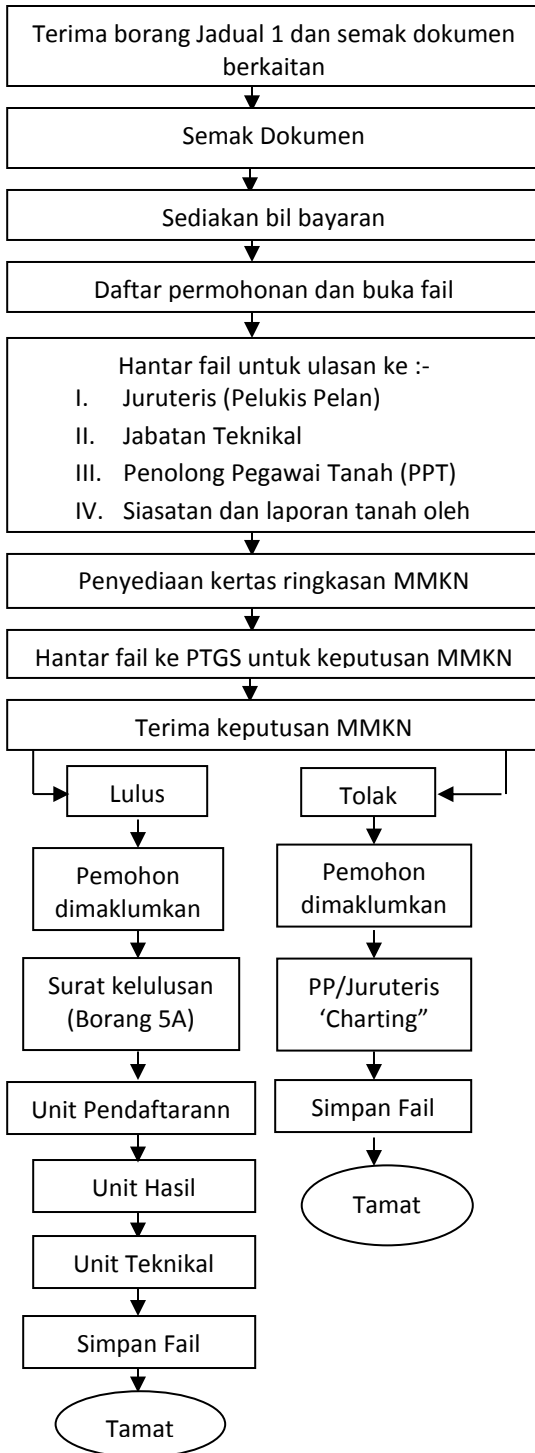 Terima borang Jadual 1 dan semak dokumen
berkaitan
Semak Dokumen
Sediakan bil bayaran
Daftar permohonan dan buka fail
Hantar fail untuk ulasan ke :-
I. Juruteris (Pelukis Pelan)
II. Jabatan Teknikal
III. Penolong Pegawai Tanah (PPT)
IV. Siasatan dan laporan tanah oleh
Penyediaan kertas ringkasan MMKN
Hantar fail ke PTGS untuk keputusan MMKN
Terima keputusan MMKN
Lulus
Pemohon
dimaklumkan
Surat kelulusan
(Borang 5A)
Unit Pendaftarann
Unit Hasil
Unit Teknikal
Simpan Fail
Tamat
Tolak
Pemohon
dimaklumkan
PP/Juruteris
‘Charting”
Simpan Fail
Tamat